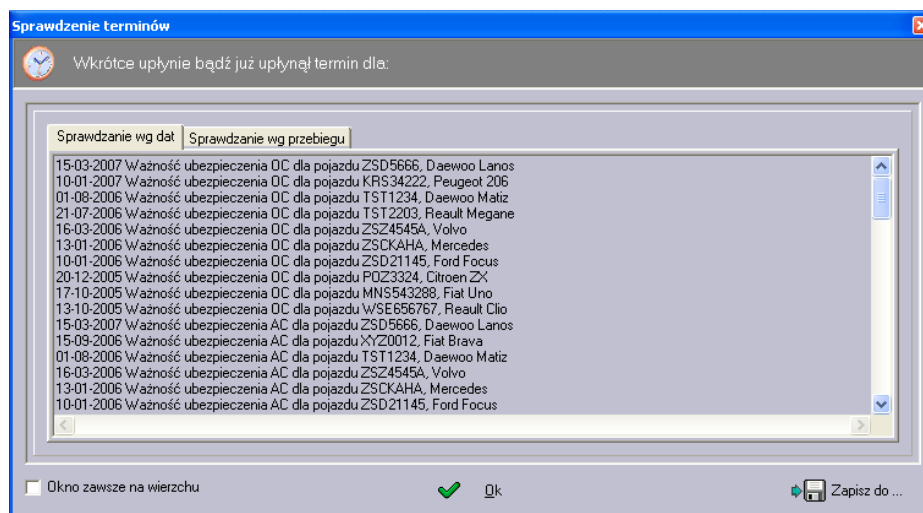 Sprawdzenie terminów
Wkrótce upłynie bądź już upłynął termin dla:
Sprawdzanie wg dat
Sprawdzanie wg przebiegu
15-03-2007 Ważność ubezpieczenia OC dla pojazdu ZSD5666, Daewoo Lanos
10-01-2007 Ważność ubezpieczenia OC dla pojazdu KRS34222, Peugeot 206
01-08-2006 Ważność ubezpieczenia OC dla pojazdu TST1234, Daewoo Matiz
21-07-2006 Ważność ubezpieczenia OC dla pojazdu TST2203, Reault Megane
16-03-2006 Ważność ubezpieczenia OC dla pojazdu ZSZ4545A, Volvo
13-01-2006 Ważność ubezpieczenia OC dla pojazdu ZSCKAHA, Mercedes
10-01-2006 Ważność ubezpieczenia OC dla pojazdu ZSD21145, Ford Focus
20-12-2005 Ważność ubezpieczenia OC dla pojazdu POZ3324, Citroen ZX
17-10-2005 Ważność ubezpieczenia OC dla pojazdu MNS543288, Fiat Uno
13-10-2005 Ważność ubezpieczenia OC dla pojazdu WSE656767, Reault Clio
15-03-2007 Ważność ubezpieczenia AC dla pojazdu ZSD5666, Daewoo Lanos
15-09-2006 Ważność ubezpieczenia AC dla pojazdu XYZ0012, Fiat Brava
01-08-2006 Ważność ubezpieczenia AC dla pojazdu TST1234, Daewoo Matiz
16-03-2006 Ważność ubezpieczenia AC dla pojazdu ZSZ4545A, Volvo
13-01-2006 Ważność ubezpieczenia AC dla pojazdu ZSCKAHA, Mercedes
10-01-2006 Ważność ubezpieczenia AC dla pojazdu ZSD21145, Ford Focus
Okno zawsze na wierzchu
Ok
Zapisz do ...